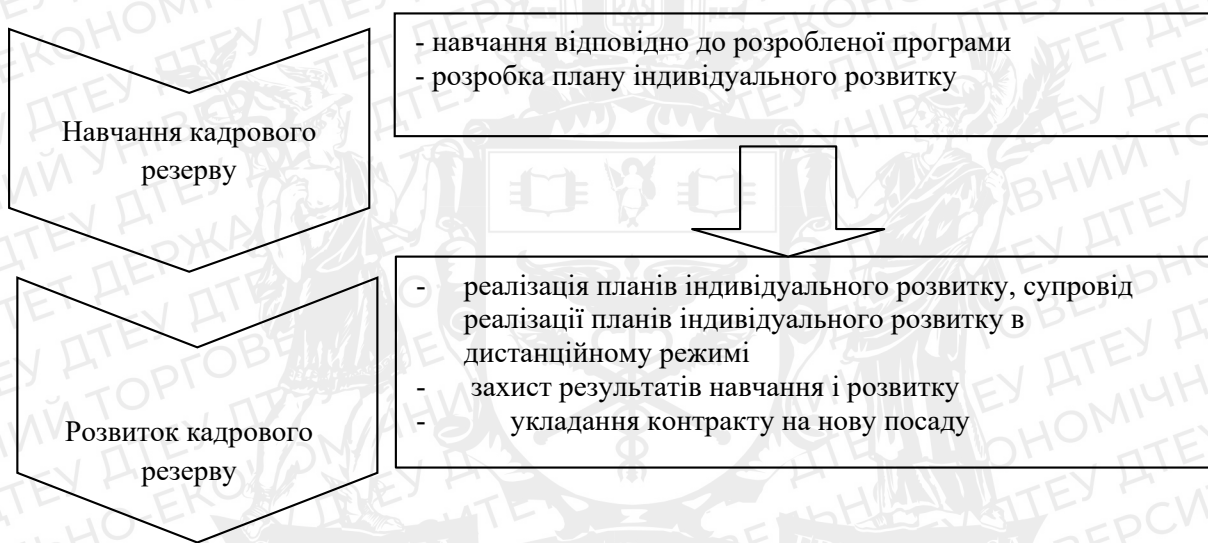 - навчання відповідно до розробленої програми
- розробка плану індивідуального розвитку
Навчання кадрового
резерву
- реалізація планів індивідуального розвитку, супровід
реалізації планів індивідуального розвитку в
дистанційному режимі
- захист результатів навчання і розвитку
- укладання контракту на нову посаду
Розвиток кадрового
резерву